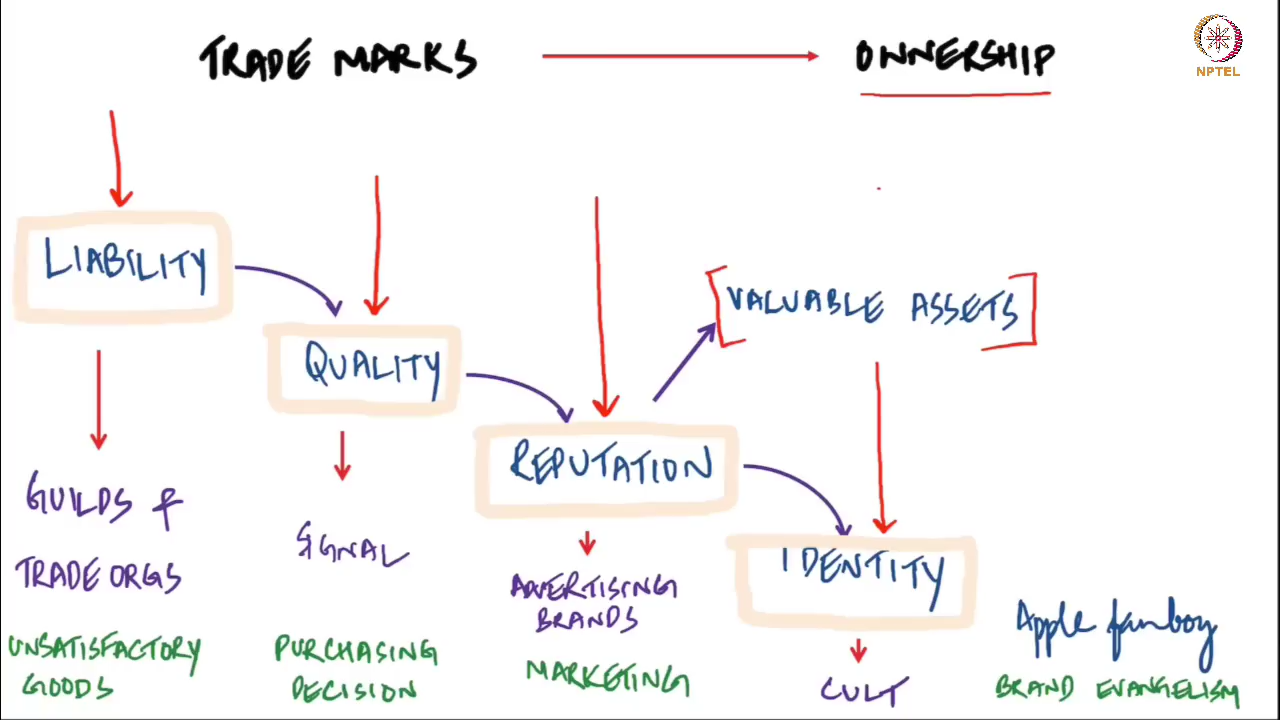 TRADE MARKS
OWNERSHIP
NPTEL
LIABILITY
VALUABLE ASSETS
QUALITY
REPUTATION
GUILDS &
TRADE ORGS
SIGNAL
IDENTITY
ADVERTISING
BRANDS
UNSATISFACTORY
GOODS
PURCHASING
DECISION
MARKETING
CULT
Apple fanboy
BRAND EVANGELISM